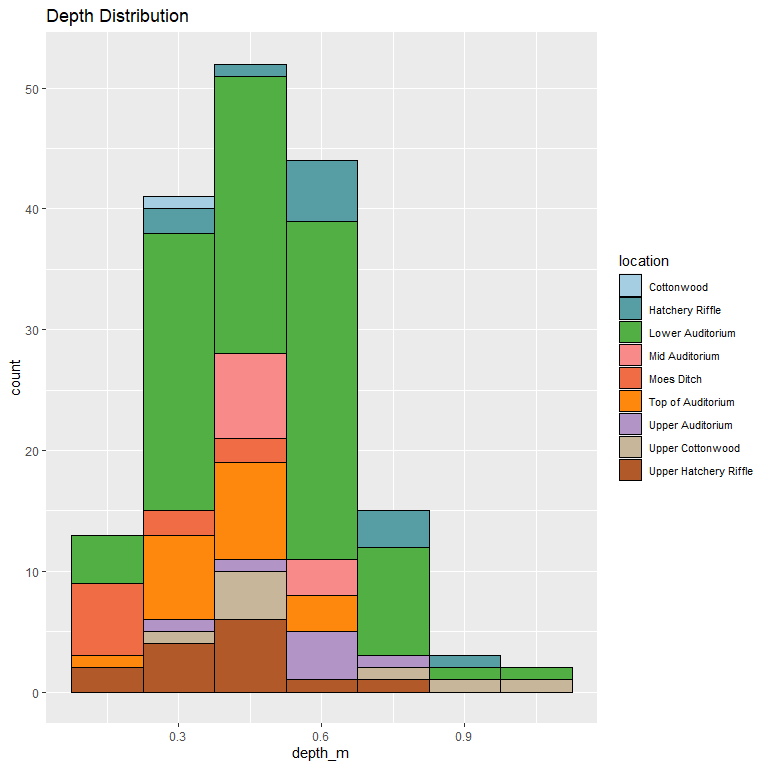 Depth Distribution
count
50
40
30
20
10
0
0.3
0.6
0.9
depth_m
location
Cottonwood
Hatchery Riffle
Lower Auditorium
Mid Auditorium
Moes Ditch
Top of Auditorium
Upper Auditorium
Upper Cottonwood
Upper Hatchery Riffle